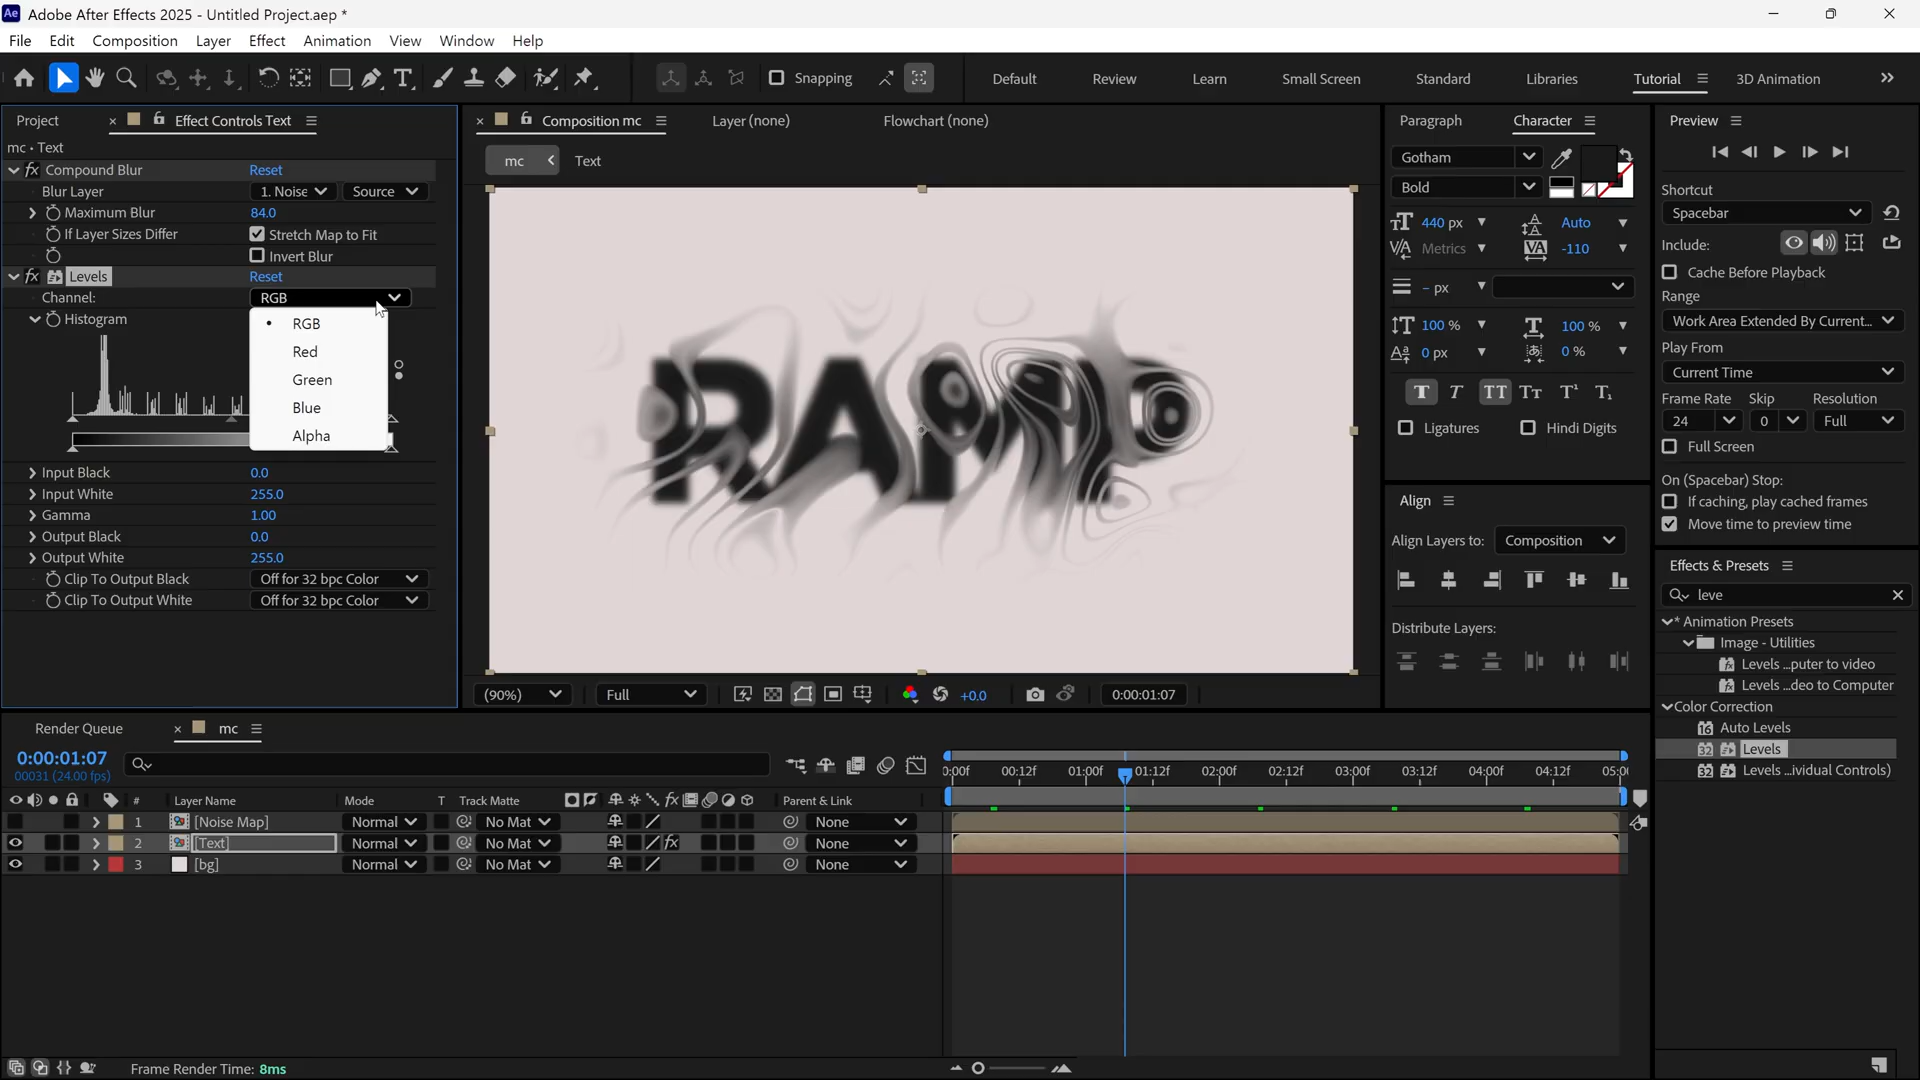 Ae Adobe After Effects 2025 - Untitled Project.aep *
File Edit Composition Layer Effect Animation View Window Help
Snapping
Default Review Learn Small Screen Standard Libraries Tutorial 3D Animation
Project
Effect Controls Text
mc • Text
fx Compound Blur Reset
Blur Layer 1. Noise Source
Maximum Blur 84.0
If Layer Sizes Differ Stretch Map to Fit
Invert Blur
fx Levels Reset
Channel: RGB
Histogram
RGB
Red
Green
Blue
Alpha
Input Black 0.0
Input White 255.0
Gamma 1.00
Output Black 0.0
Output White 255.0
Clip To Output Black Off for 32 bpc Color
Clip To Output White Off for 32 bpc Color
Composition mc Layer (none) Flowchart (none)
mc Text
RAMP
(90%) Full +0.0 0:00:01:07
Paragraph Character
Gotham
Bold
440 px Auto
Metrics -110
– px
100 % 100 %
0 px 0 %
T T TT Tт T¹ T₁
Ligatures Hindi Digits
Align
Align Layers to: Composition
Distribute Layers:
Preview
Shortcut
Spacebar
Include:
Cache Before Playback
Range
Work Area Extended By Current...
Play From
Current Time
Frame Rate Skip Resolution
24 0 Full
Full Screen
On (Spacebar) Stop:
If caching, play cached frames
Move time to preview time
Effects & Presets
leve
* Animation Presets
Image - Utilities
Levels ...puter to video
Levels ...deo to Computer
Color Correction
16 Auto Levels
32 Levels
32 Levels ...ividual Controls)
Render Queue mc
0:00:01:07
00031 (24.00 fps)
# Layer Name Mode T Track Matte fx Parent & Link
1 [Noise Map] Normal No Mat None
2 [Text] Normal No Mat fx None
3 [bg] Normal No Mat None
0:00f 00:12f 01:00f 01:12f 02:00f 02:12f 03:00f 03:12f 04:00f 04:12f 05:00
Frame Render Time: 8ms